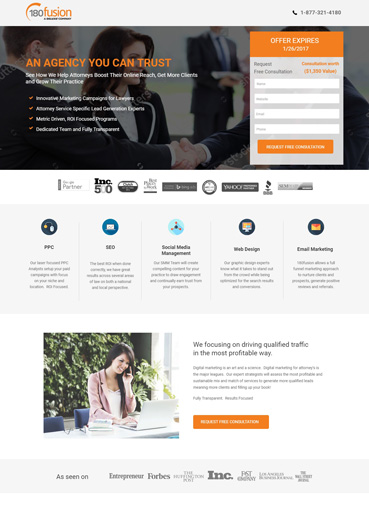 180fusion
1-877-321-4180
AN AGENCY YOU CAN TRUST
See How We Help Attorneys Boost Their Online Reach, Get More Clients
and Grow Their Practice
Innovative Marketing Campaigns for Lawyers
Attorney Service Specific Lead Generation Experts
Metric Driven, ROI Focused Programs
Dedicated Team and Fully Transparent
OFFER EXPIRES
1/26/2017
Request
Free Consultation
Consultation worth
($1,200 Value)
Name
Website
Email
Phone
REQUEST FREE CONSULTATION
Partner
Inc.
YAHOO!
PPC
Our laser focused PPC
Analysts setup your paid
campaigns with focus
on your niche and
location. ROI Focused.
SEO
The best ROI when done
correctly, we have great
results across several areas
of law on both a national
and local perspective.
Social Media
Management
Our SMM Team will create
compelling content for your
practice to draw engagement
and continually earn trust from
your prospects.
Web Design
Our graphic design experts
know what it takes to stand out
from the crowd while being
optimized for the search results
and conversions.
Email Marketing
180fusion allows a full
funnel marketing approach
to nurture clients and
prospects, generate positive
reviews and referrals.
We focusing on driving qualified traffic
in the most profitable way.
Digital marketing is an art and a science. Digital marketing for attorney's is
the major leagues. Our expert strategists will assess the most profitable and
sustainable mix and match of services to generate more qualified leads
meaning more clients and filling up your book!
Fully Transparent. Results Focused.
REQUEST FREE CONSULTATION
As seen on
Entrepreneur
Forbes
THE HUFFINGTON POST
Inc.
FAST COMPANY
LOS ANGELES BUSINESS JOURNAL
THE WALL STREET JOURNAL